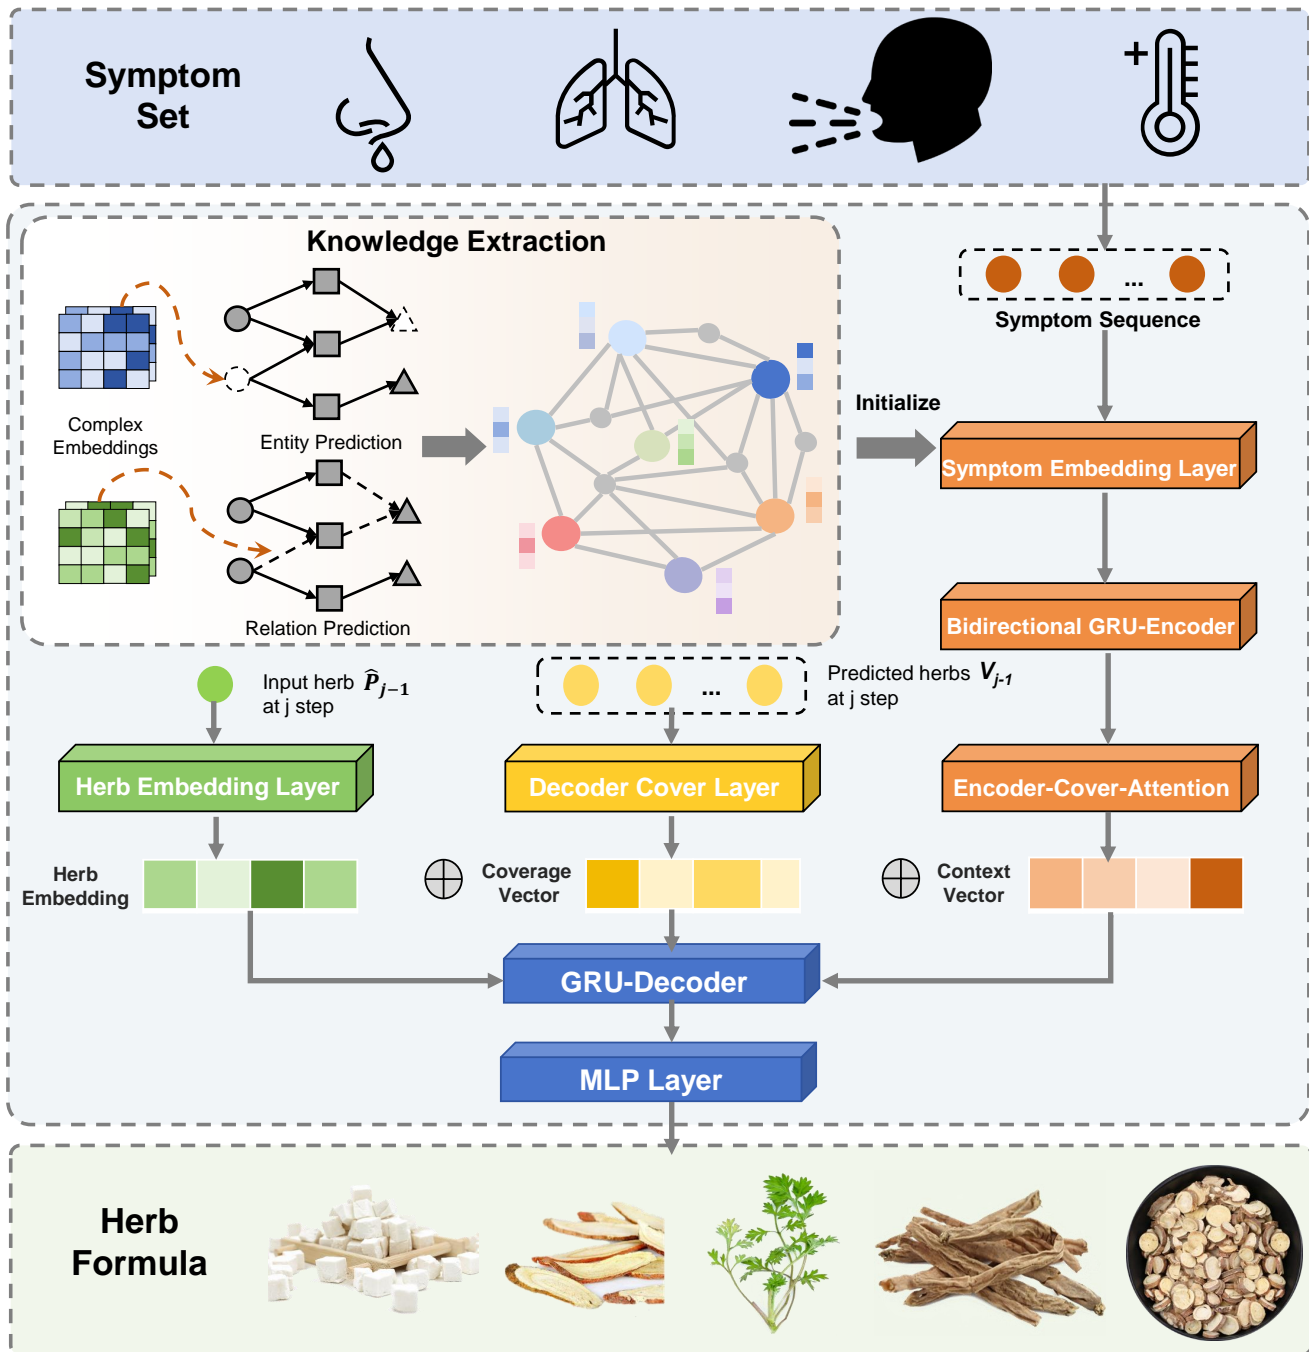 Symptom
Set
Knowledge Extraction
Complex
Embeddings
Entity Prediction
Relation Prediction
...
Symptom Sequence
Initialize
Symptom Embedding Layer
Bidirectional GRU-Encoder
Input herb P̂j−1
at j step
...
Predicted herbs Vj-1
at j step
Herb Embedding Layer
Decoder Cover Layer
Encoder-Cover-Attention
Herb
Embedding
Coverage
Vector
Context
Vector
GRU-Decoder
MLP Layer
Herb
Formula